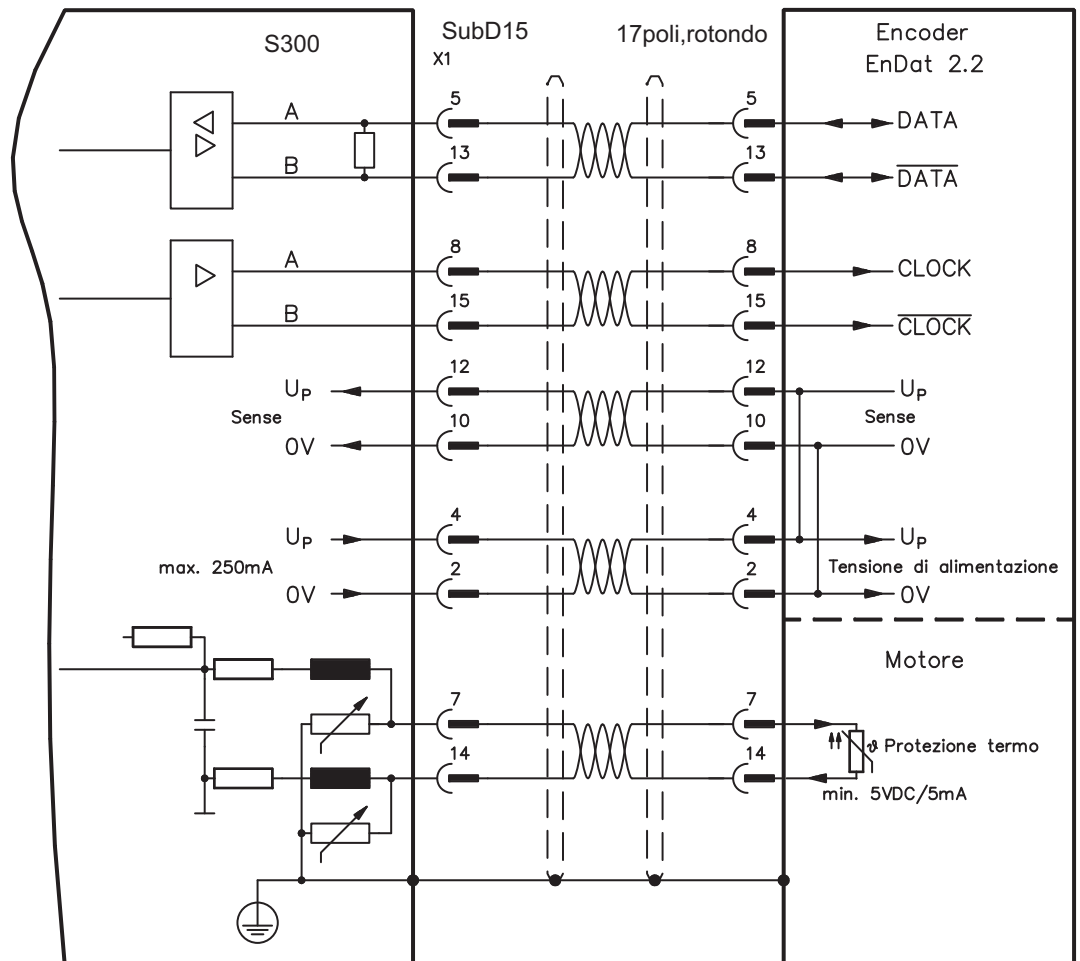 S300
SubD15
X1
17poli,rotondo
Encoder
EnDat 2.2
A 5 5 DATA
B 13 13 D̅A̅T̅A̅
A 8 8 CLOCK
B 15 15 C̅L̅O̅C̅K̅
UP 12 12 UP
Sense Sense
0V 10 10 0V
UP 4 4 UP
max. 250mA Tensione di alimentazione
0V 2 2 0V
Motore
7 7
14 14 ϑ Protezione termo
min. 5VDC/5mA